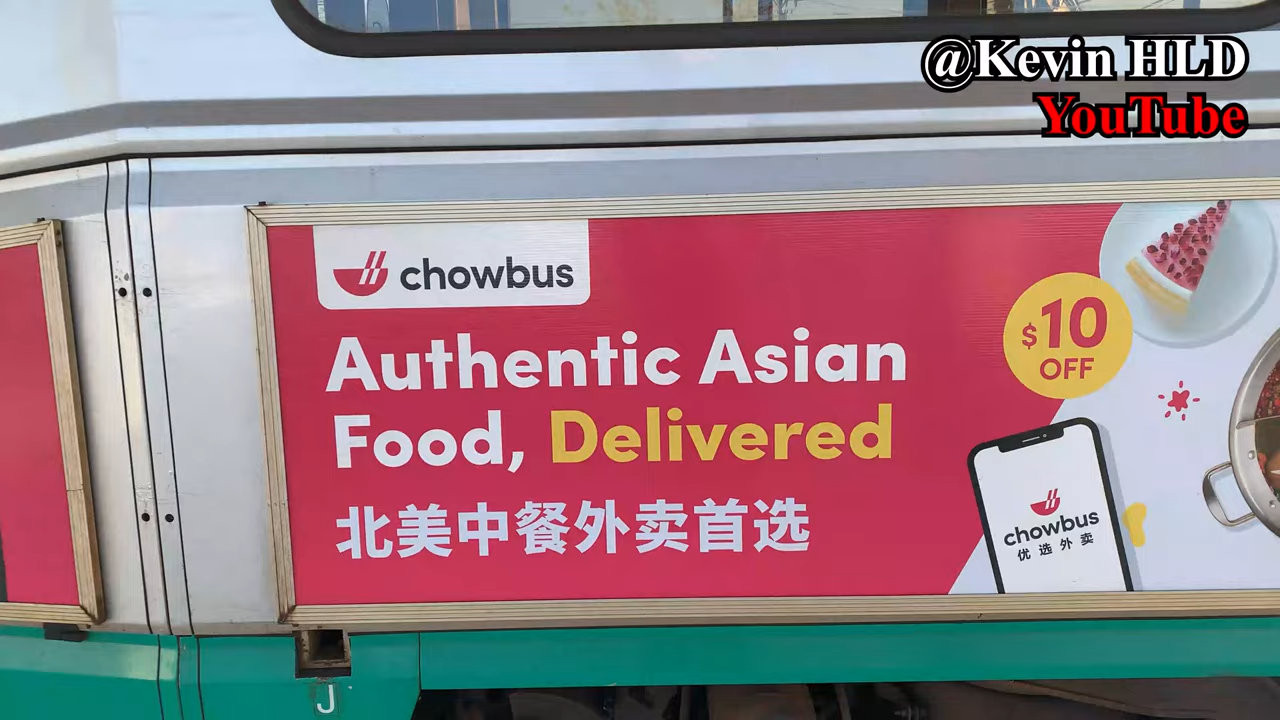 @Kevin HLD
YouTube
chowbus
Authentic Asian
Food, Delivered
北美中餐外卖首选
$10
OFF
chowbus
优选外卖
J